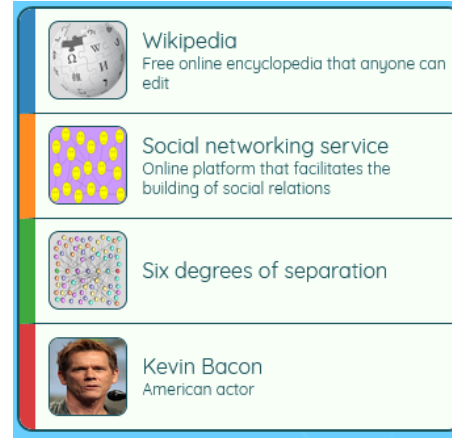 Wikipedia
Free online encyclopedia that anyone can
edit
Social networking service
Online platform that facilitates the
building of social relations
Six degrees of separation
Kevin Bacon
American actor